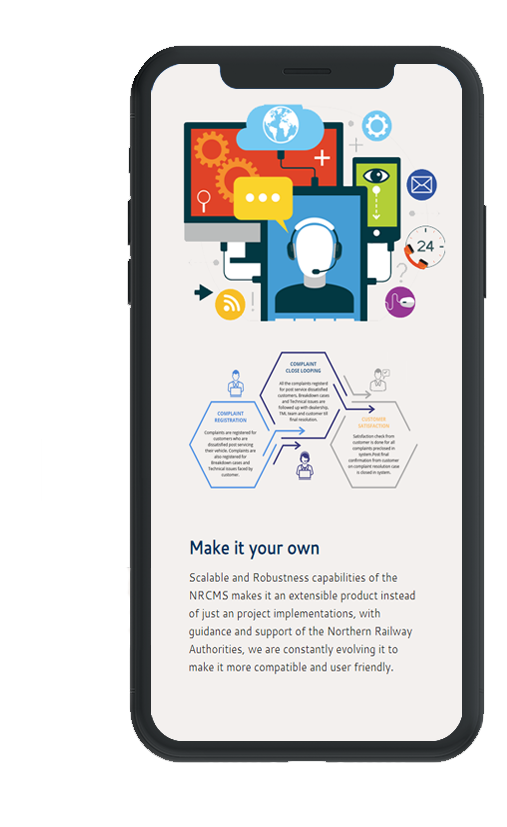 24
COMPLAINT
CLOSE LOOPING
All the complaints registerd
for post service dissatisfied
customers, Breakdown cases
and Technical issues are
followed up with dealership,
TML team and customer till
final resolution.
COMPLAINT
REGISTRATION
Complaints are registered for
customers who are
dissatisfied post servicing
their vehicle. Complaints are
also registered for
Breakdown cases and
Technical issues faced by
customer.
CUSTOMER
SATISFACTION
Satisfaction check from
customer is done for all
complaints preclosed in
system.Post final
confirmation from customer
on complaint resolution case
is closed in system.
Make it your own
Scalable and Robustness capabilities of the
NRCMS makes it an extensible product instead
of just an project implementations, with
guidance and support of the Northern Railway
Authorities, we are constantly evolving it to
make it more compatible and user friendly.